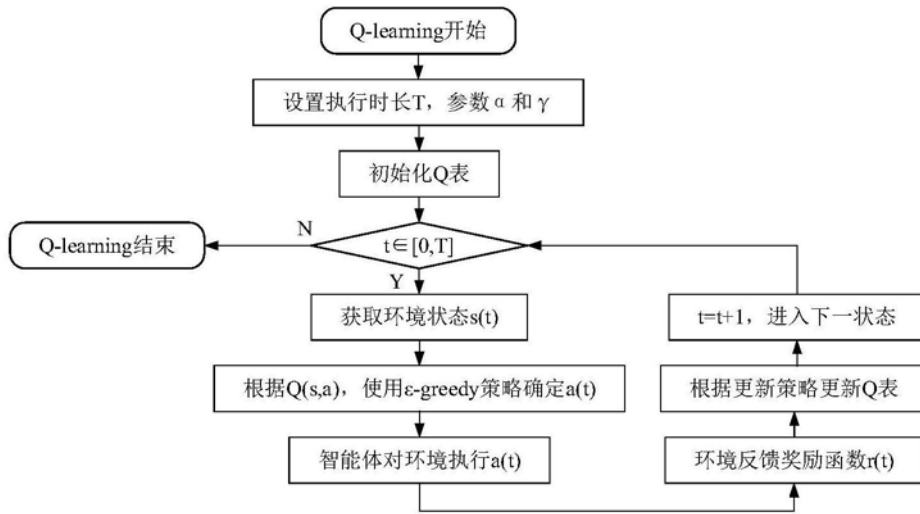 Q-learning开始
设置执行时长T，参数α和γ
初始化Q表
t∈[0,T]
N
Q-learning结束
Y
获取环境状态s(t)
根据Q(s,a)，使用ε-greedy策略确定a(t)
智能体对环境执行a(t)
环境反馈奖励函数r(t)
根据更新策略更新Q表
t=t+1，进入下一状态